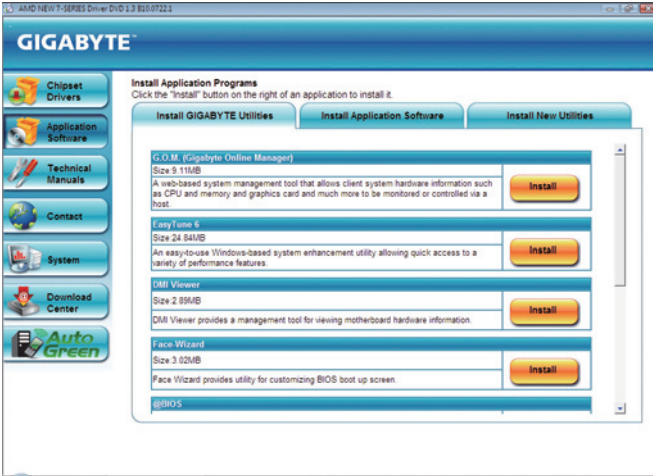 AMD NEW 7-SERIES Driver DVD 1.3 B10.0722.1
GIGABYTE™
Chipset
Drivers
Application
Software
Technical
Manuals
Contact
System
Download
Center
Auto
Green
Install Application Programs
Click the "Install" button on the right of an application to install it.
Install GIGABYTE Utilities
Install Application Software
Install New Utilities
G.O.M. (Gigabyte Online Manager)
Size:9.11MB
A web-based system management tool that allows client system hardware information such
as CPU and memory and graphics card and much more to be monitored or controlled via a
host.
Install
EasyTune 6
Size:24.84MB
An easy-to-use Windows-based system enhancement utility allowing quick access to a
variety of performance features.
Install
DMI Viewer
Size:2.89MB
DMI Viewer provides a management tool for viewing motherboard hardware information.
Install
Face-Wizard
Size:3.02MB
Face Wizard provides utility for customizing BIOS boot up screen.
Install
@BIOS